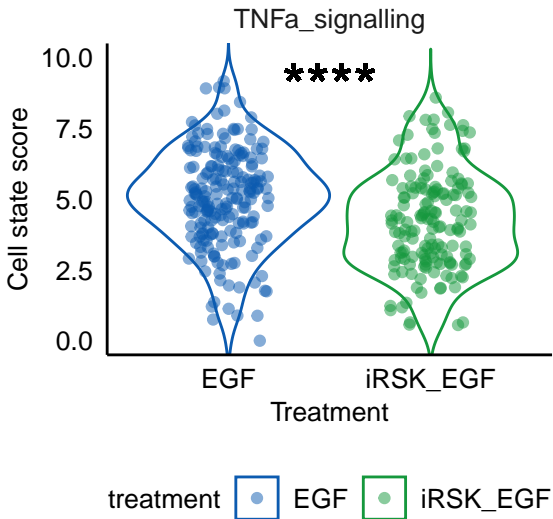 TNFa_signalling
****
10.0
7.5
5.0
2.5
0.0
Cell state score
EGF iRSK_EGF
Treatment
treatment EGF iRSK_EGF